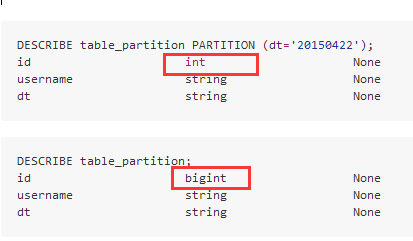 DESCRIBE table_partition PARTITION (dt='20150422');
id int None
username string None
dt string None
DESCRIBE table_partition;
id bigint None
username string None
dt string None